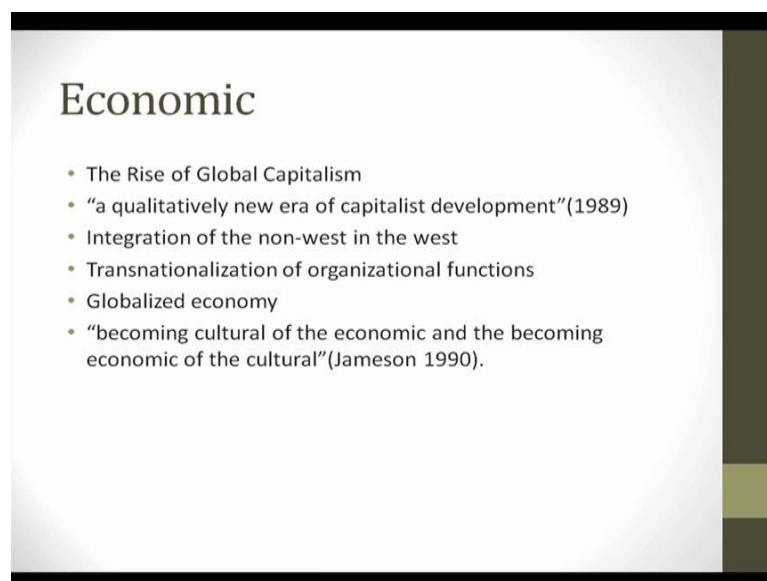 Economic
• The Rise of Global Capitalism
• “a qualitatively new era of capitalist development”(1989)
• Integration of the non-west in the west
• Transnationalization of organizational functions
• Globalized economy
• “becoming cultural of the economic and the becoming
economic of the cultural”(Jameson 1990).